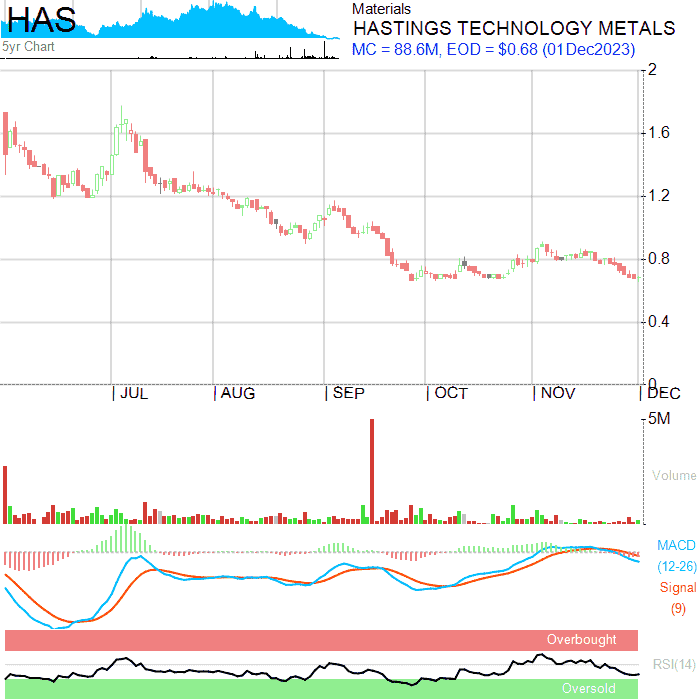 HAS
5yr Chart
Materials
HASTINGS TECHNOLOGY METALS
MC = 88.6M, EOD = $0.68 (01Dec2023)
2
1.6
1.2
0.8
0.4
0
JUL
AUG
SEP
OCT
NOV
DEC
5M
Volume
MACD
(12-26)
Signal
(9)
Overbought
RSI(14)
Oversold